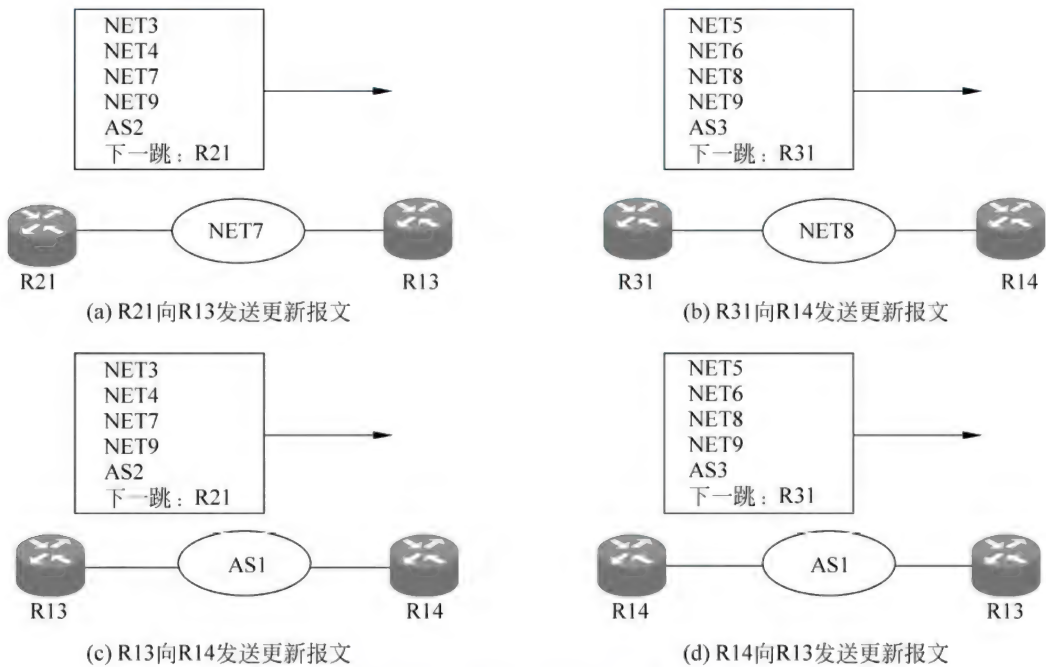 NET3
NET4
NET7
NET9
AS2
下一跳：R21
NET7
R21
R13
(a) R21向R13发送更新报文
NET5
NET6
NET8
NET9
AS3
下一跳：R31
NET8
R31
R14
(b) R31向R14发送更新报文
NET3
NET4
NET7
NET9
AS2
下一跳：R21
AS1
R13
R14
(c) R13向R14发送更新报文
NET5
NET6
NET8
NET9
AS3
下一跳：R31
AS1
R14
R13
(d) R14向R13发送更新报文